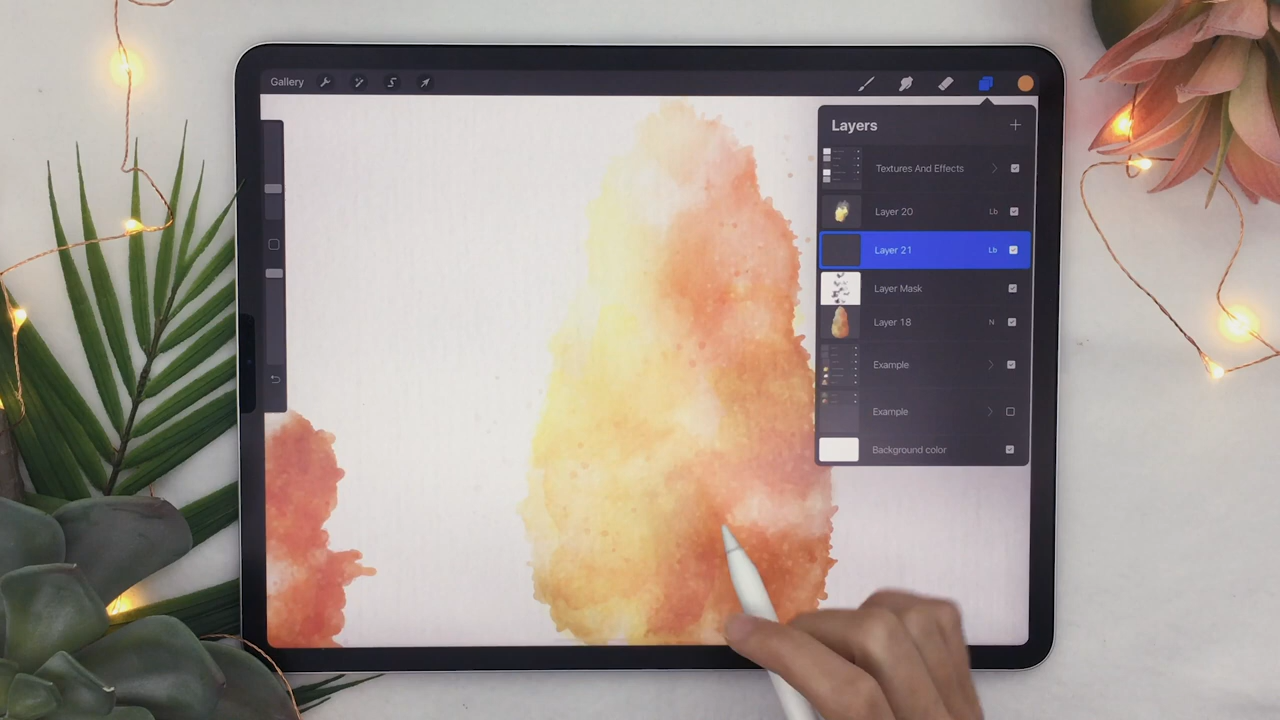 Gallery
Layers
Textures And Effects
Layer 20 Lb
Layer 21 Lb
Layer Mask
Layer 18 N
Example
Example
Background color